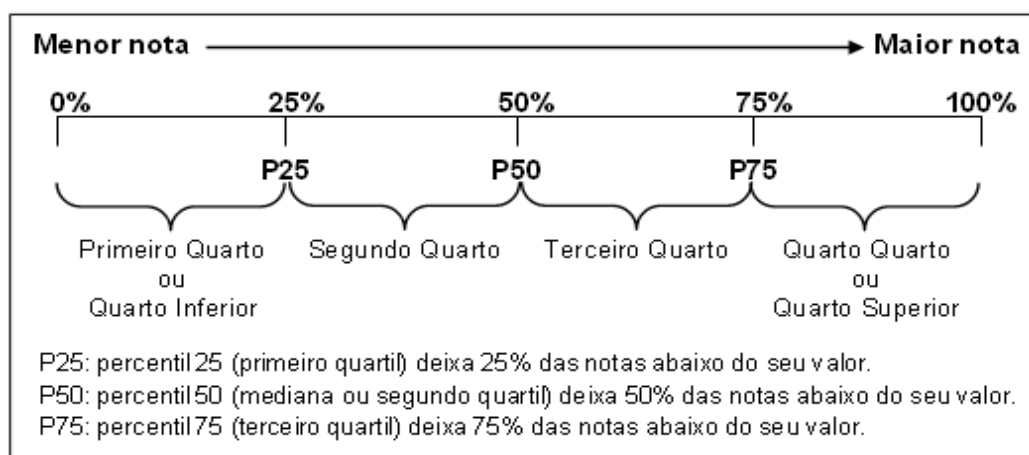 Menor nota Maior nota
0% 25% 50% 75% 100%
P25 P50 P75
Primeiro Quarto Segundo Quarto Terceiro Quarto Quarto Quarto
ou ou
Quarto Inferior Quarto Superior
P25: percentil 25 (primeiro quartil) deixa 25% das notas abaixo do seu valor.
P50: percentil 50 (mediana ou segundo quartil) deixa 50% das notas abaixo do seu valor.
P75: percentil 75 (terceiro quartil) deixa 75% das notas abaixo do seu valor.